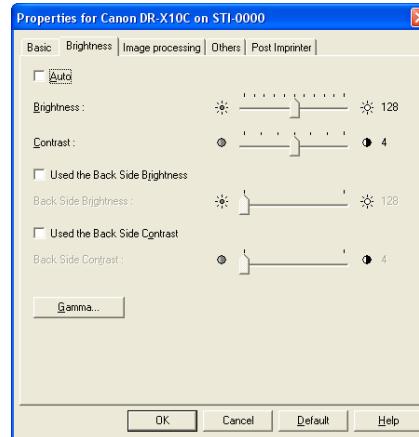 Properties for Canon DR-X10C on STI-0000
Basic Brightness Image processing Others Post Imprinter
Auto
Brightness : 128
Contrast : 4
Used the Back Side Brightness
Back Side Brightness : 128
Used the Back Side Contrast
Back Side Contrast : 4
Gamma...
OK Cancel Default Help